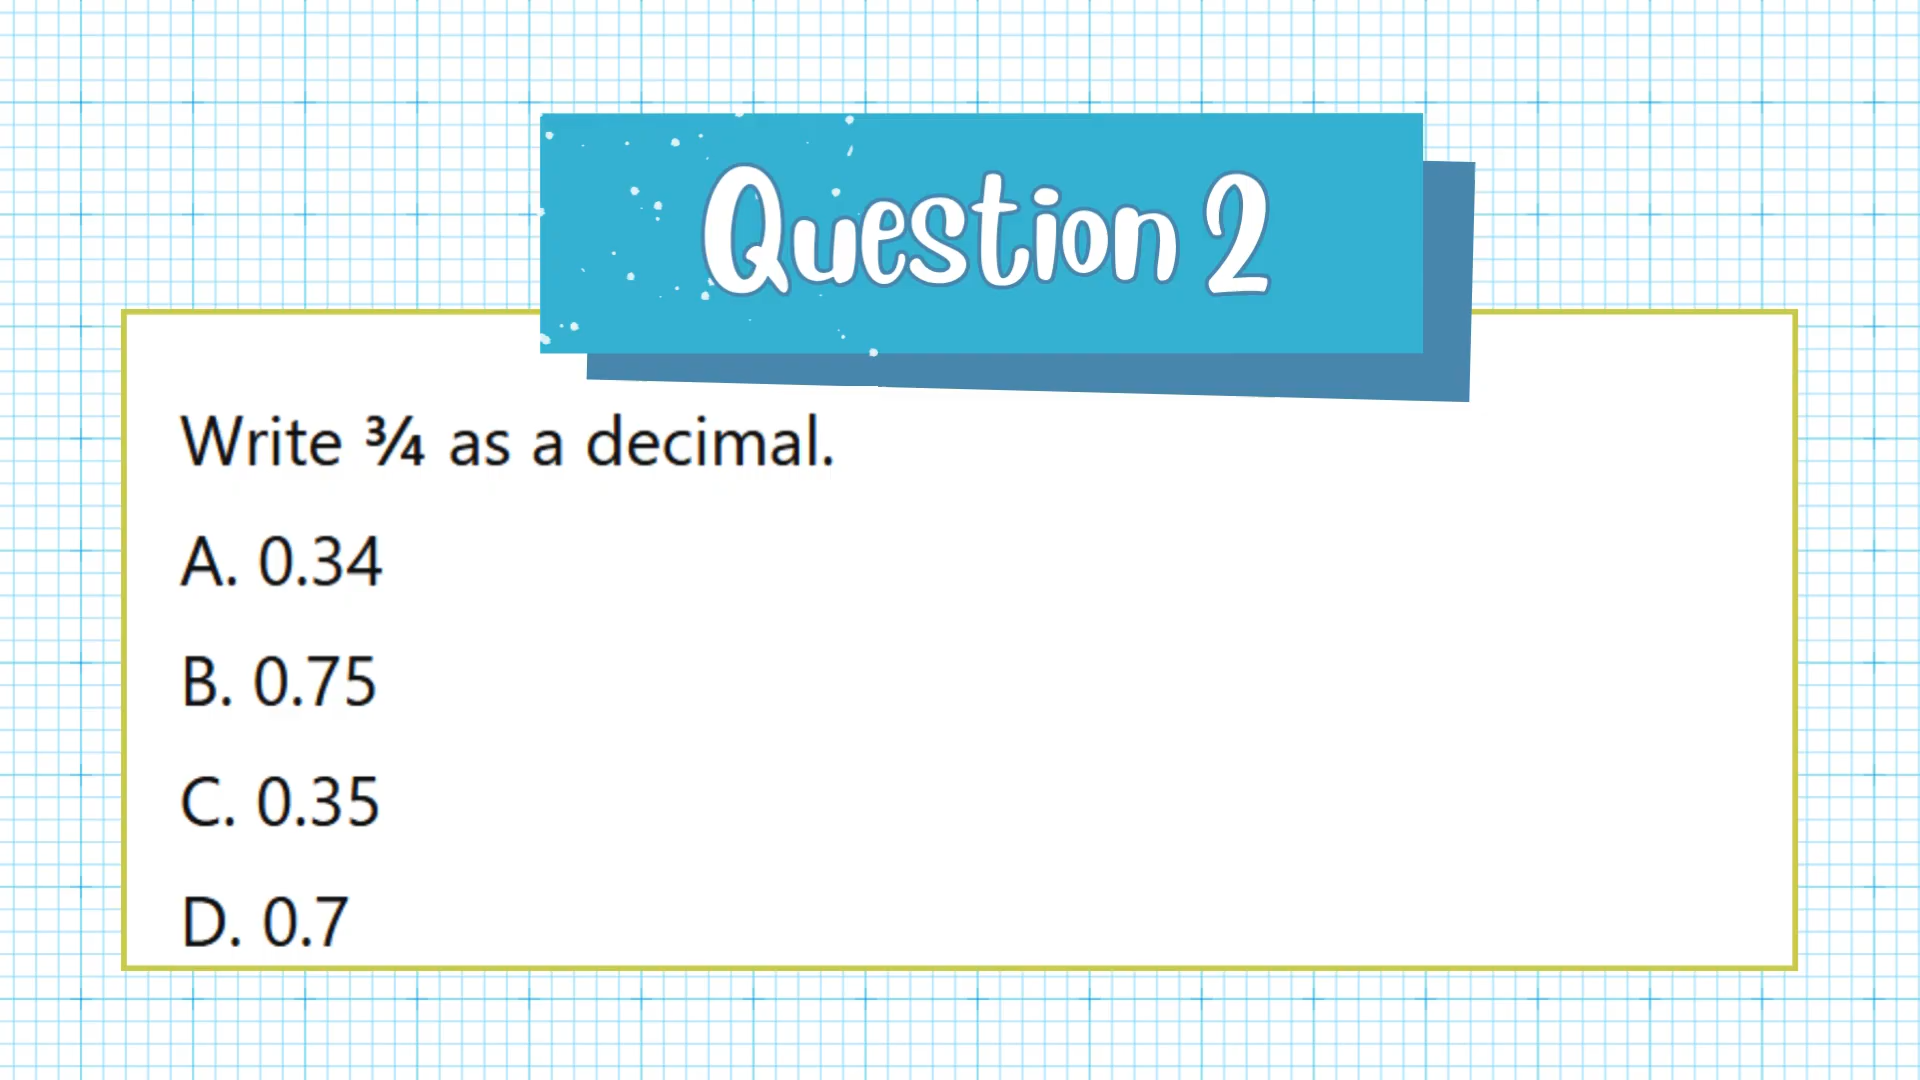 Question 2
Write ¾ as a decimal.
A. 0.34
B. 0.75
C. 0.35
D. 0.7